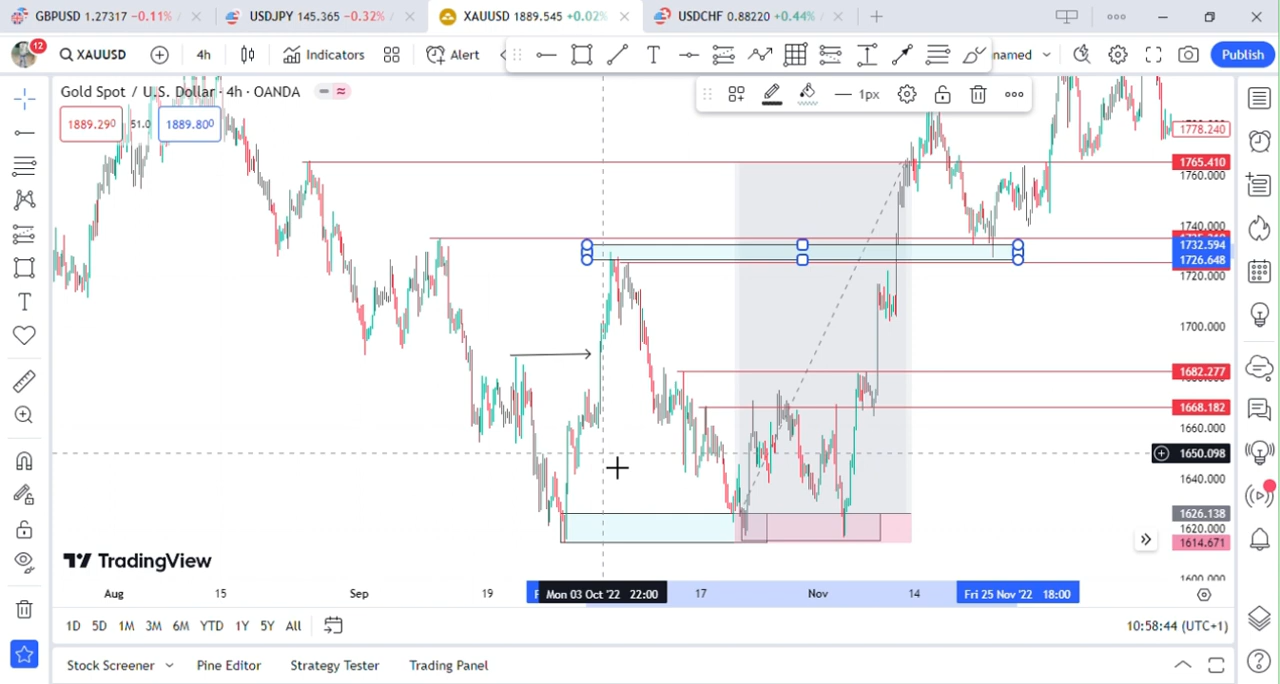 GBPUSD 1.27317 −0.11% /
USDJPY 145.365 −0.32% /
XAUUSD 1889.545 +0.02%
USDCHF 0.88220 +0.44% /
12
XAUUSD
4h
Indicators
Alert
named
Publish
Gold Spot / U.S. Dollar · 4h · OANDA
1889.290
51.0
1889.800
1px
1778.240
1765.410
1760.000
1740.000
1732.594
1726.648
1720.000
1700.000
1682.277
1668.182
1660.000
1650.098
1640.000
1626.138
1620.000
1614.671
TradingView
Aug
15
Sep
19
Mon 03 Oct '22 22:00
17
Nov
14
Fri 25 Nov '22 18:00
1D 5D 1M 3M 6M YTD 1Y 5Y All
10:58:44 (UTC+1)
Stock Screener
Pine Editor
Strategy Tester
Trading Panel